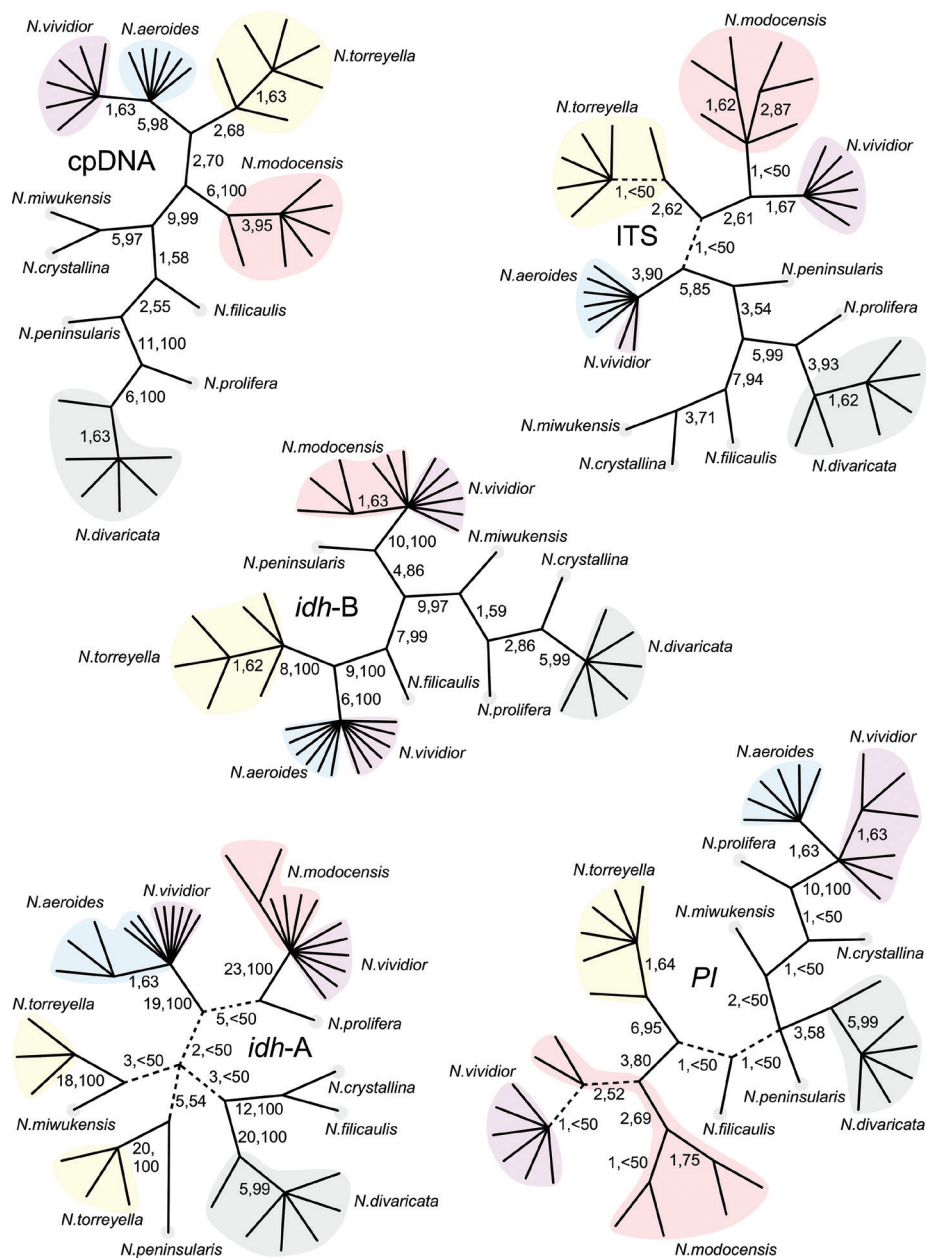 cpDNA
N.vividior
N.aeroides
N.torreyella
1,63
5,98
1,63
2,68
2,70
N.modocensis
6,100
3,95
N.miwukensis
9,99
5,97
N.crystallina
1,58
N.filicaulis
2,55
N.peninsularis
11,100
N.prolifera
6,100
1,63
N.divaricata
ITS
N.modocensis
1,62
2,87
N.torreyella
N.vividior
1,<50
1,<50
2,62
2,61
1,67
1,<50
N.aeroides
3,90
5,85
N.peninsularis
3,54
N.prolifera
N.vividior
5,99
3,93
7,94
1,62
N.miwukensis
3,71
N.crystallina
N.filicaulis
N.divaricata
idh-B
N.modocensis
1,63
N.vividior
10,100
N.miwukensis
N.peninsularis
4,86
N.crystallina
9,97
1,59
7,99
2,86
N.divaricata
N.torreyella
1,62
8,100
9,100
5,99
N.filicaulis
N.prolifera
6,100
N.aeroides
N.vividior
idh-A
N.modocensis
N.vividior
N.aeroides
N.vividior
1,63
23,100
19,100
N.torreyella
5,<50
N.prolifera
2,<50
3,<50
18,100
3,<50
N.crystallina
N.miwukensis
5,54
12,100
N.filicaulis
20,
100
20,100
5,99
N.divaricata
N.torreyella
N.peninsularis
PI
N.vividior
N.aeroides
N.prolifera
1,63
1,63
N.torreyella
10,100
N.miwukensis
1,<50
N.crystallina
1,64
1,<50
2,<50
6,95
3,58
5,99
3,80
1,<50
1,<50
N.vividior
2,52
N.peninsularis
2,69
N.filicaulis
N.divaricata
1,<50
1,<50
1,75
N.modocensis